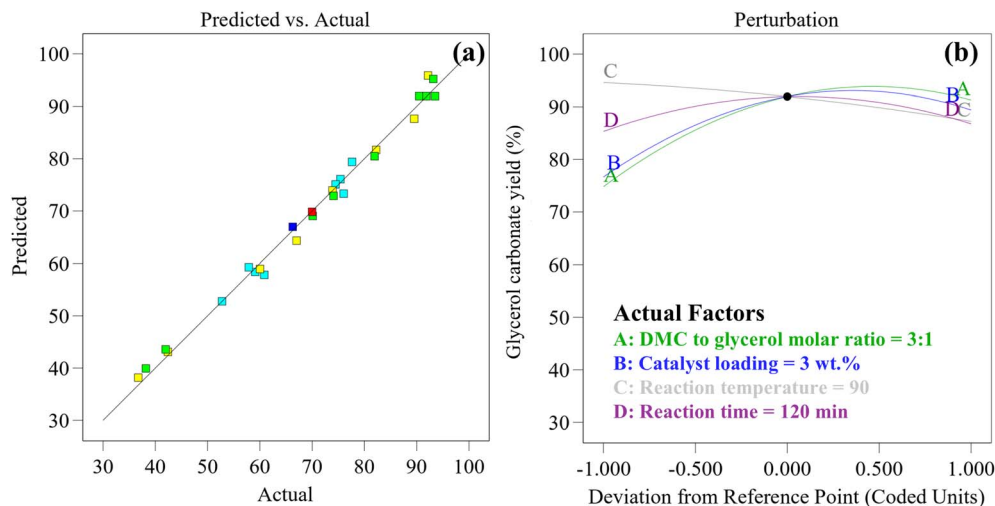 Predicted vs. Actual
(a)
100
90
80
70
60
50
40
30
Predicted
30 40 50 60 70 80 90 100
Actual
Perturbation
(b)
100
90
80
70
60
50
40
30
Glycerol carbonate yield (%)
C
D
B
A
A
B
D
C
Actual Factors
A: DMC to glycerol molar ratio = 3:1
B: Catalyst loading = 3 wt.%
C: Reaction temperature = 90
D: Reaction time = 120 min
-1.000 -0.500 0.000 0.500 1.000
Deviation from Reference Point (Coded Units)